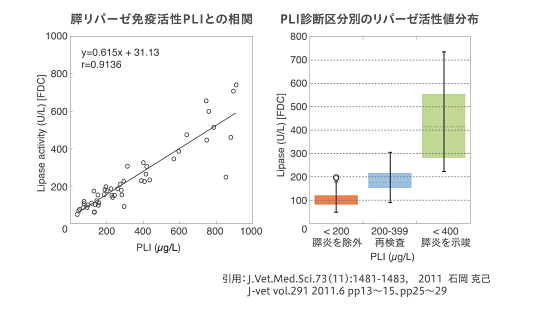 膵リパーゼ免疫活性PLIとの相関
y=0.615x + 31.13
r=0.9136
Lipase activity (U/L) [FDC]
1000
800
600
400
200
0
200 400 600 800 1000
PLI (µg/L)
PLI診断区分別のリパーゼ活性値分布
Lipase (U/L) [FDC]
800
700
600
500
400
300
200
100
0
< 200 200-399 < 400
膵炎を除外 再検査 膵炎を示唆
PLI (µg/L)
引用：J.Vet.Med.Sci.73（11）:1481-1483, 2011 石岡 克己
J-vet vol.291 2011.6 pp13〜15、pp25〜29